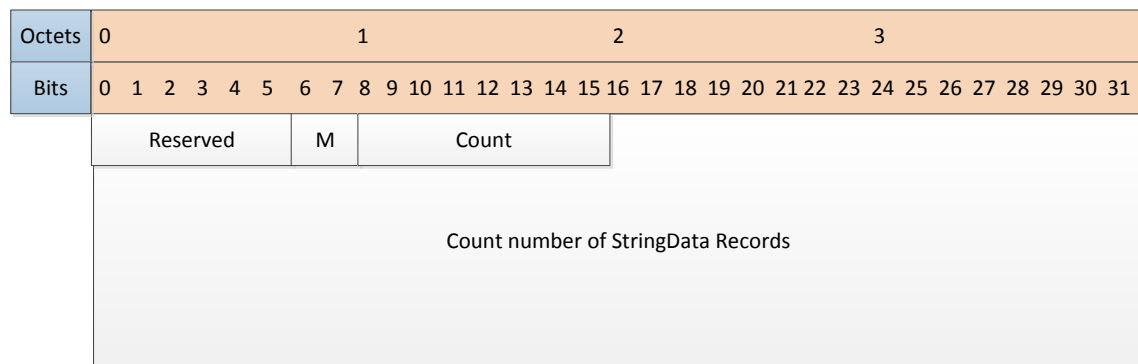 Octets 0 1 2 3
Bits 0 1 2 3 4 5 6 7 8 9 10 11 12 13 14 15 16 17 18 19 20 21 22 23 24 25 26 27 28 29 30 31
Reserved M Count
Count number of StringData Records